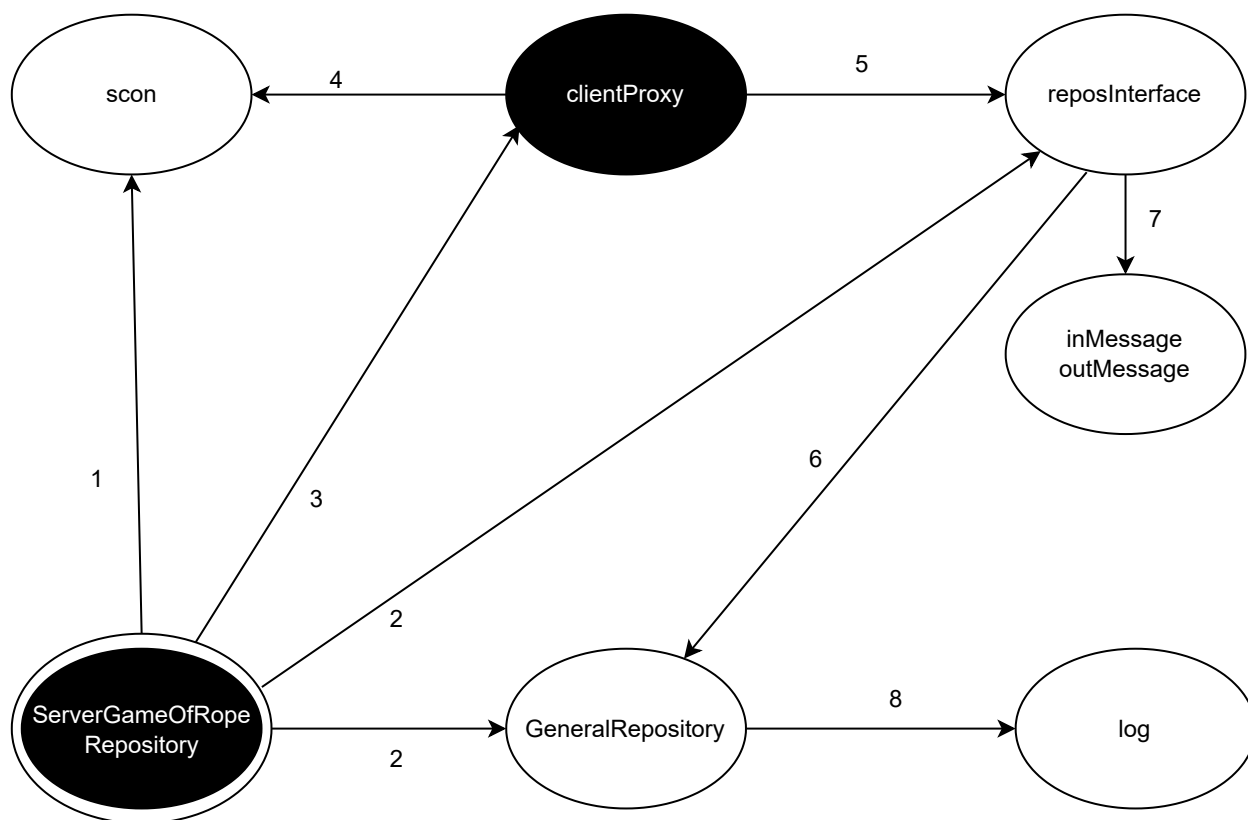 scon
4
clientProxy
5
reposInterface
7
inMessage
outMessage
1
3
6
2
ServerGameOfRope
Repository
2
GeneralRepository
8
log